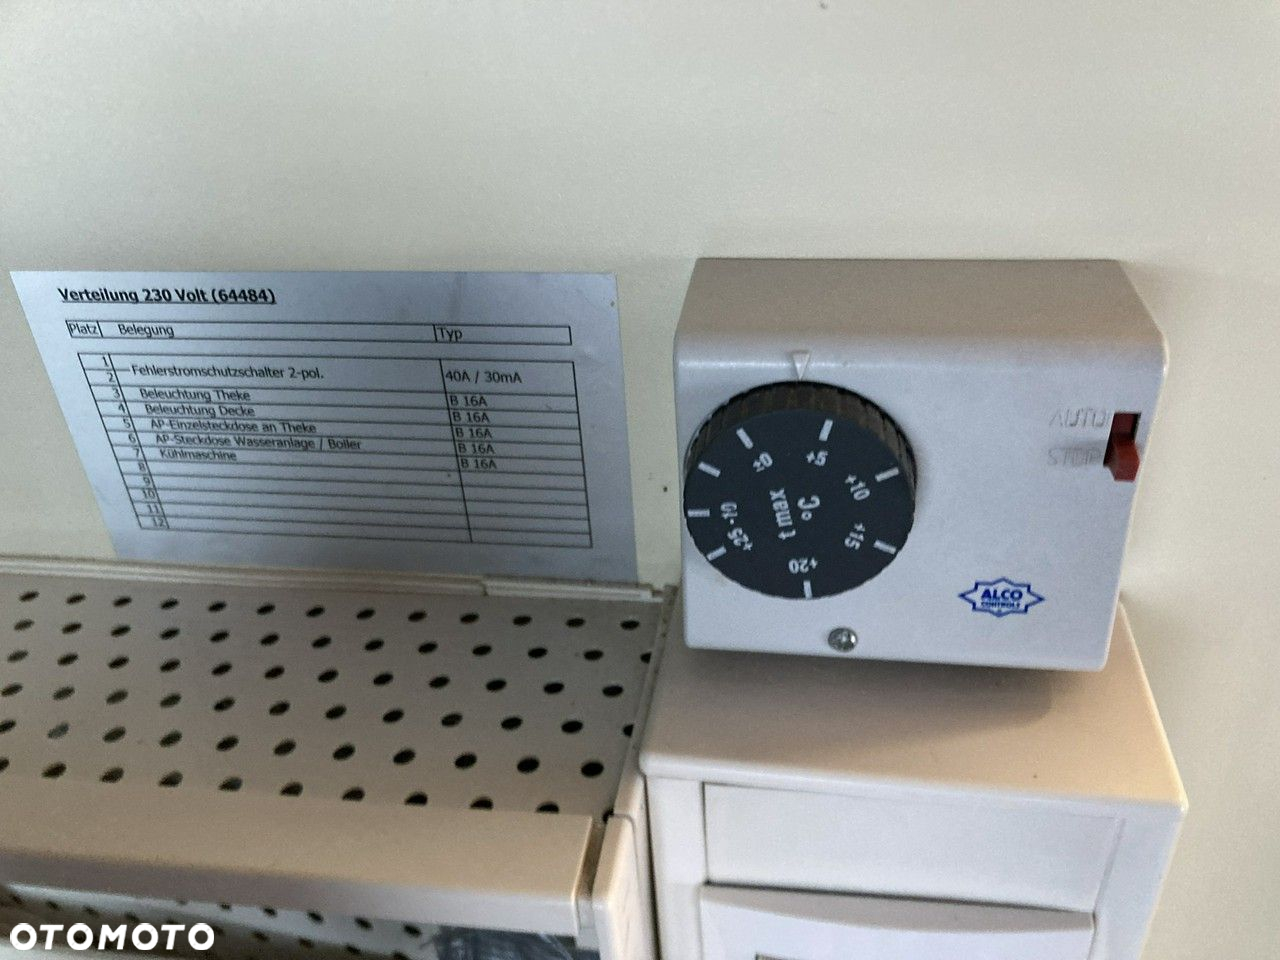 Verteilung 230 Volt (64484)
Platz Belegung Typ
1
2 Fehlerstromschutzschalter 2-pol. 40A / 30mA
3 Beleuchtung Theke B 16A
4 Beleuchtung Decke B 16A
5 AP-Einzelsteckdose an Theke B 16A
6 AP-Steckdose Wasseranlage / Boiler B 16A
7 Kühlmaschine B 16A
8
9
10
11
12
AUTO
STOP
±0 +5 +10 +15 +20 +25 -10
t max
°C
ALCO
CONTROLS
OTOMOTO